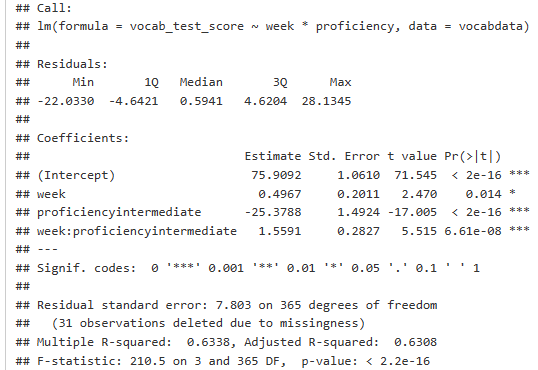 ## Call:
## lm(formula = vocab_test_score ~ week * proficiency, data = vocabdata)
##
## Residuals:
##      Min       1Q   Median       3Q      Max
## -22.0330  -4.6421   0.5941   4.6204  28.1345
##
## Coefficients:
##                              Estimate Std. Error t value Pr(>|t|)
## (Intercept)                   75.9092     1.0610  71.545  < 2e-16 ***
## week                           0.4967     0.2011   2.470    0.014 *
## proficiencyintermediate      -25.3788     1.4924 -17.005  < 2e-16 ***
## week:proficiencyintermediate   1.5591     0.2827   5.515 6.61e-08 ***
## ---
## Signif. codes:  0 '***' 0.001 '**' 0.01 '*' 0.05 '.' 0.1 ' ' 1
##
## Residual standard error: 7.803 on 365 degrees of freedom
##   (31 observations deleted due to missingness)
## Multiple R-squared:  0.6338, Adjusted R-squared:  0.6308
## F-statistic: 210.5 on 3 and 365 DF,  p-value: < 2.2e-16